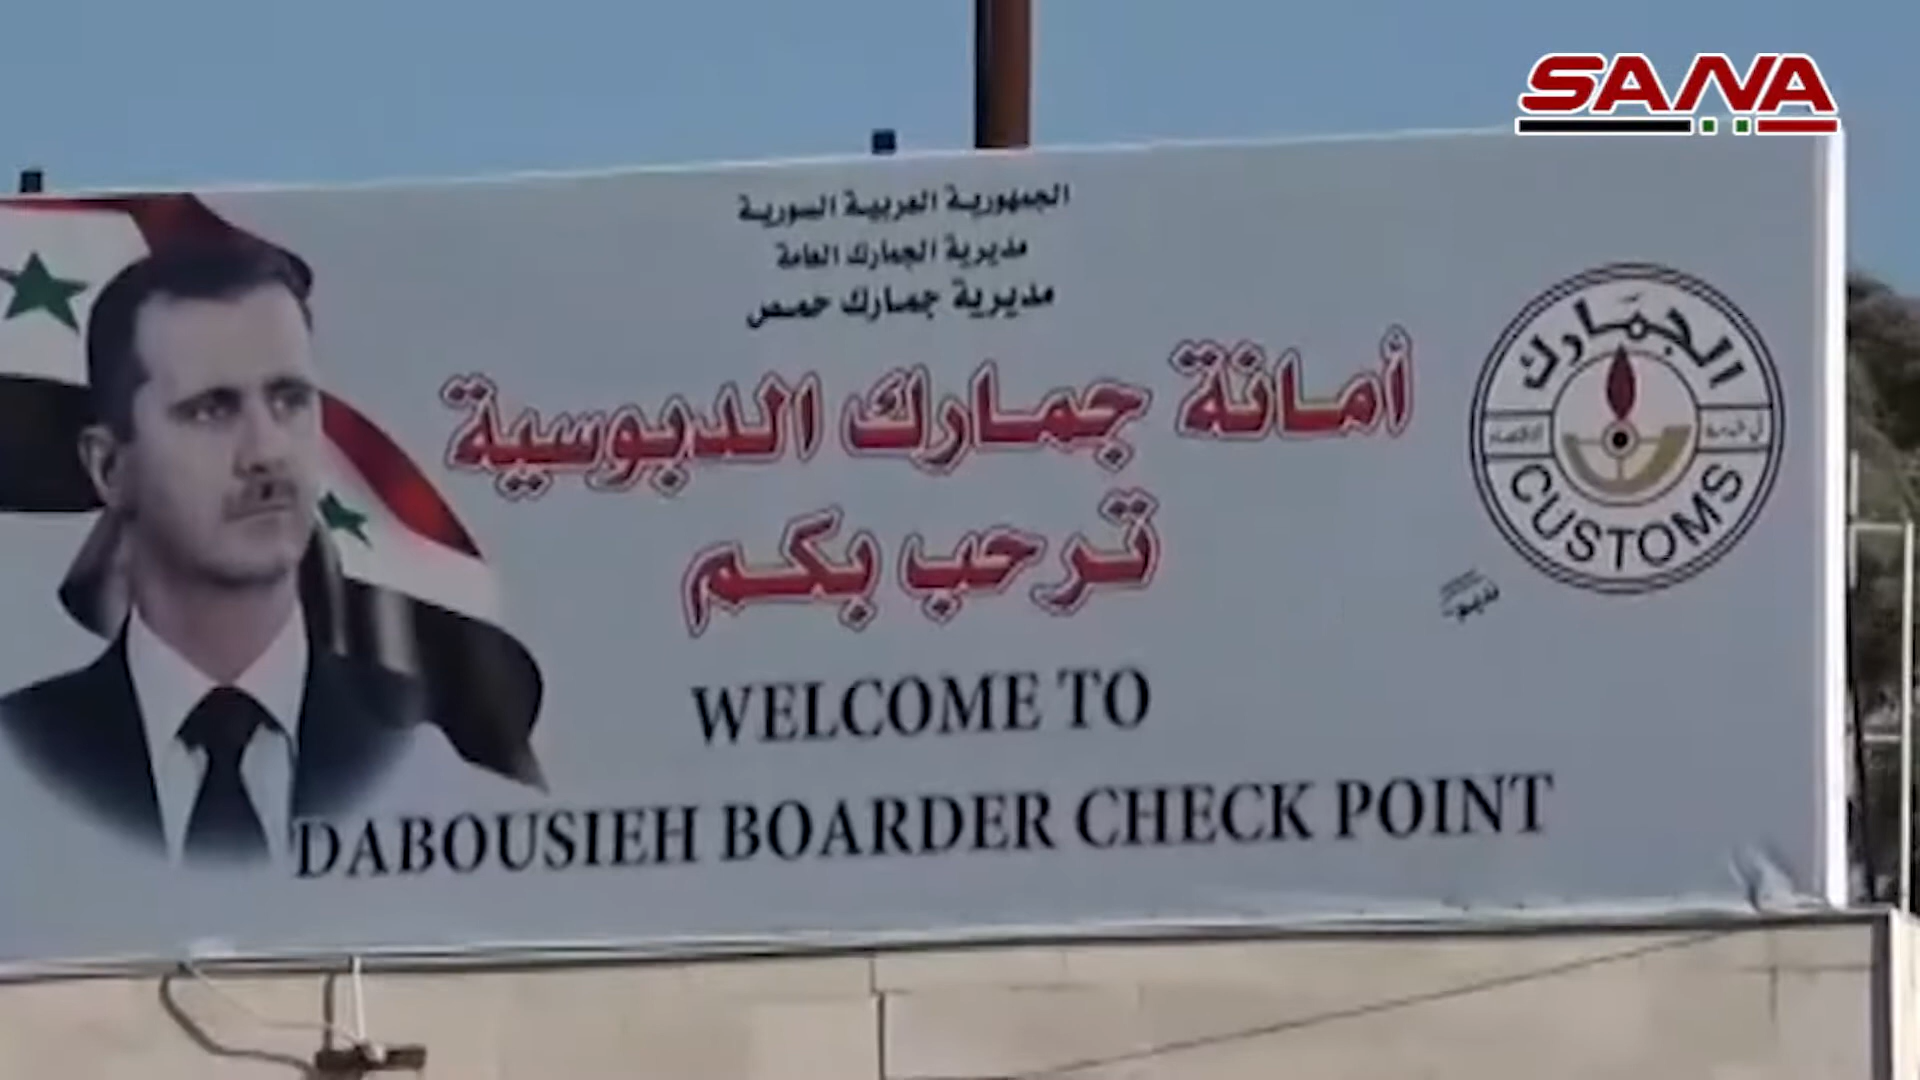 SANA
الجمهورية العربية السورية
مديرية الجمارك العامة
مديرية جمارك حمص
أمانة جمارك الدبوسية
ترحب بكم
WELCOME TO
DABOUSIEH BOARDER CHECK POINT
الجمارك
CUSTOMS